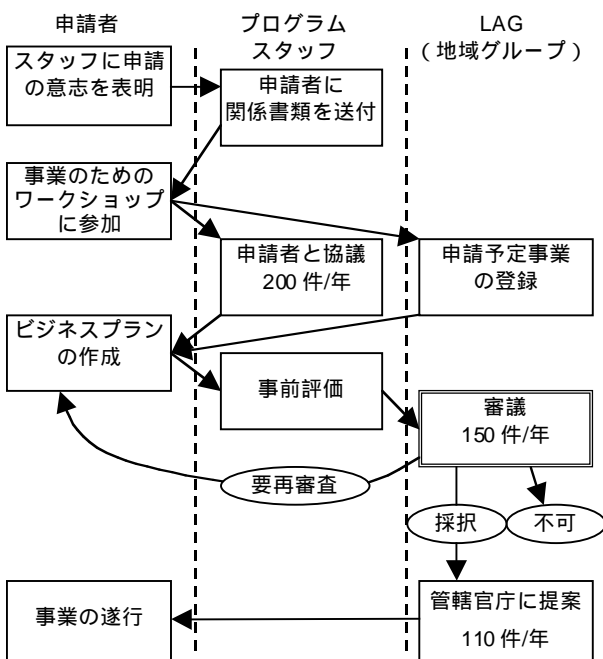 申請者
プログラム
スタッフ
LAG
（地域グループ）
スタッフに申請
の意志を表明
申請者に
関係書類を送付
事業のための
ワークショップ
に参加
申請者と協議
200 件/年
申請予定事業
の登録
ビジネスプラン
の作成
事前評価
審議
150 件/年
要再審査
採択
不可
事業の遂行
管轄官庁に提案
110 件/年